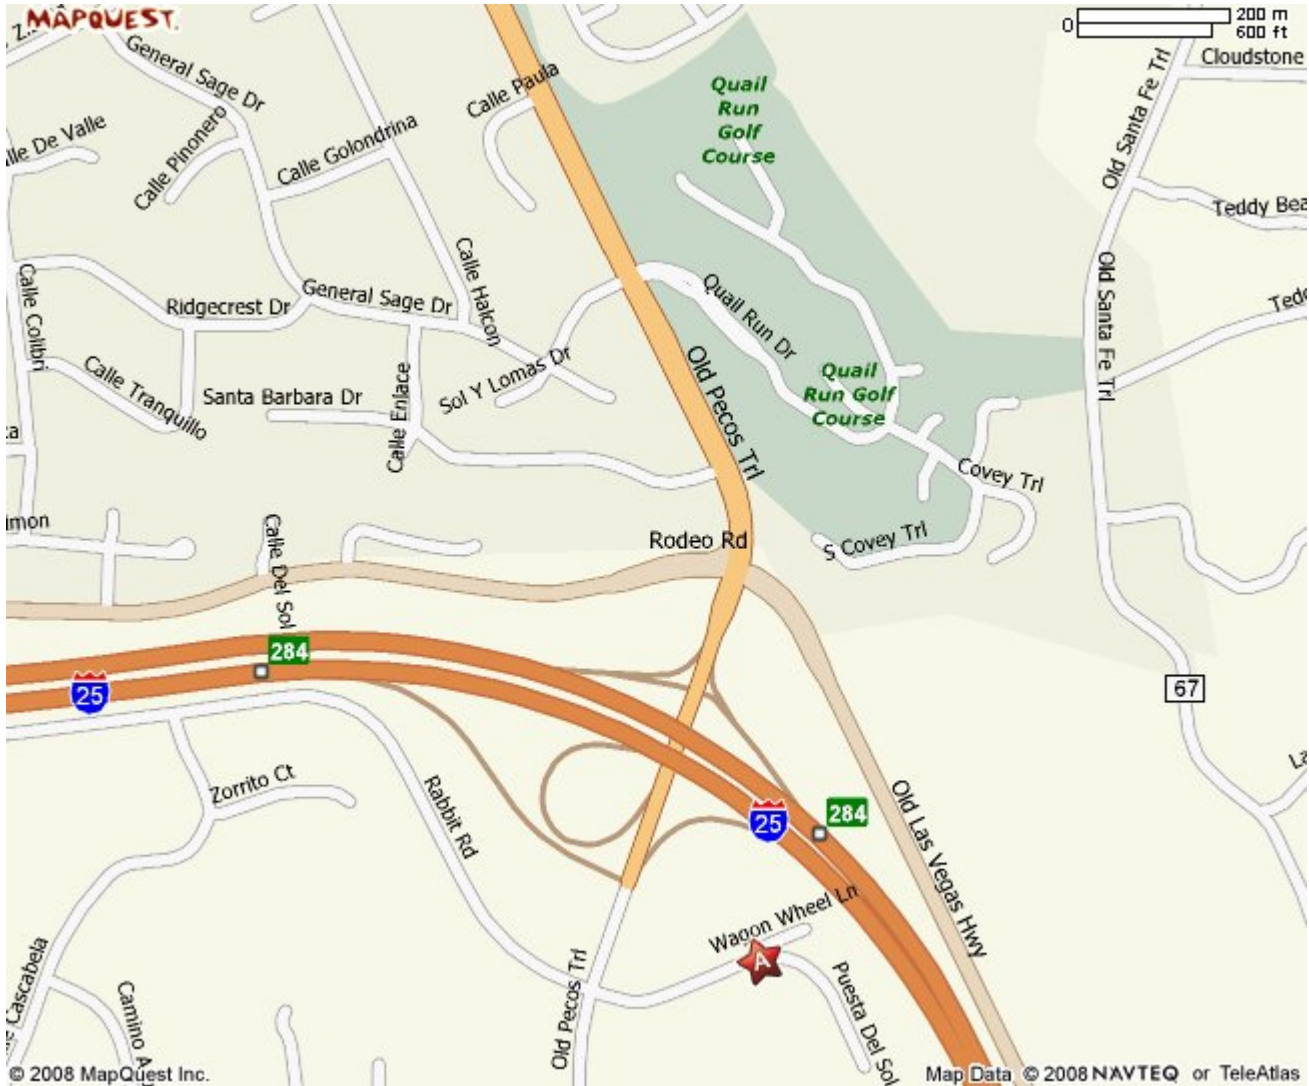 MAPQUEST.
200 m
0
600 ft
Cloudstone
General Sage Dr
Calle Paula
Quail
Run
Golf
Course
Old Santa Fe Trl
lle De Valle
Calle Pinonero
Calle Golondrina
Teddy Bea
Calle Colibri
Calle Halcon
Old Santa Fe Trl
Ridgecrest Dr
General Sage Dr
Quail Run Dr
Tedd
Calle Tranquillo
Santa Barbara Dr
Calle Enlace
Sol Y Lomas Dr
Old Pecos Trl
Quail
Run Golf
Course
za
Covey Trl
imon
Calle Del Sol
Rodeo Rd
S Covey Trl
284
25
67
Zorrito Ct
Rabbit Rd
La
25
284
Old Las Vegas Hwy
Wagon Wheel Ln
A
Cascabela
Camino A
Old Pecos Trl
Puesta Del Sol
© 2008 MapQuest Inc.
Map Data © 2008 NAVTEQ or TeleAtlas